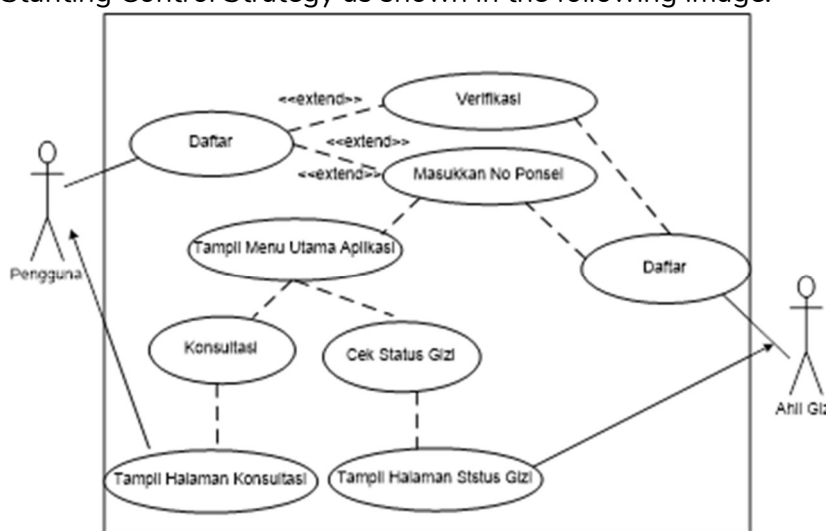 Stunting Control Strategy as shown in the following image.
<<extend>>
Verifikasi
Daftar
<<extend>>
<<extend>>
Masukkan No Ponsel
Tampil Menu Utama Aplikasi
Daftar
Pengguna
Konsultasi
Cek Status Gizi
Ahli Giz
Tampil Halaman Konsultasi
Tampil Halaman Ststus Gizi